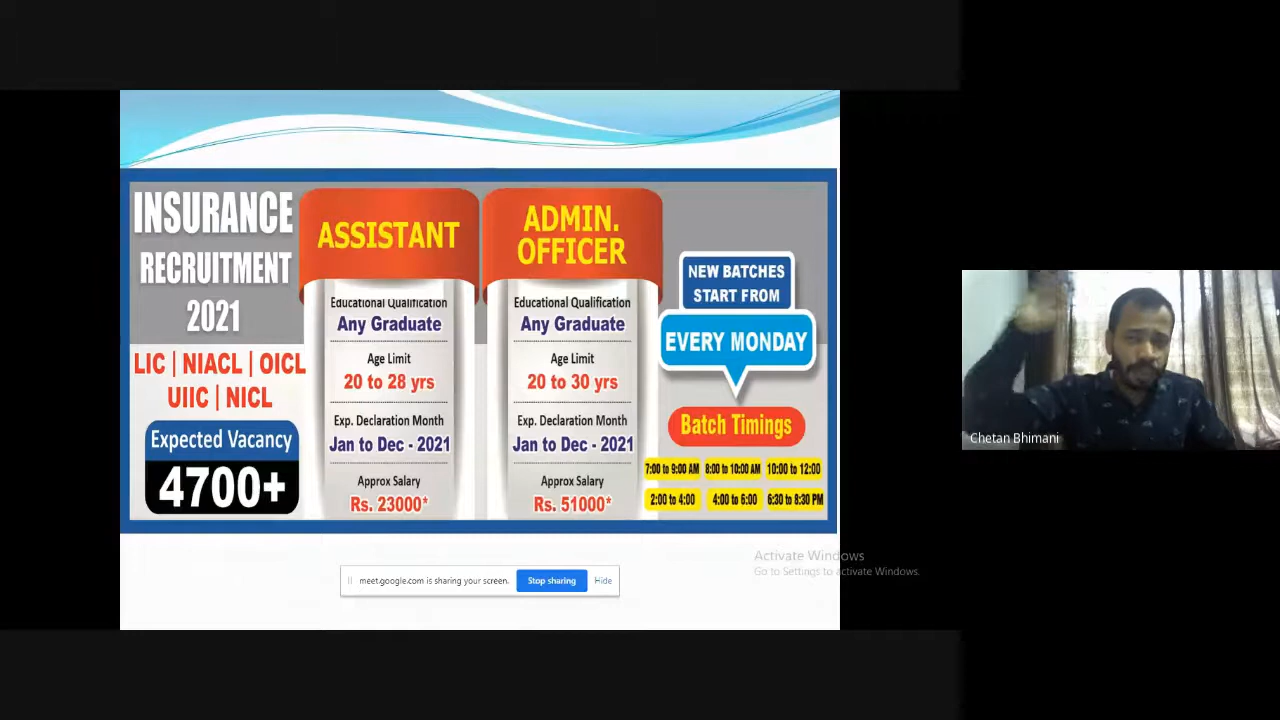 INSURANCE
RECRUITMENT
2021
LIC | NIACL | OICL
UIIC | NICL
Expected Vacancy
4700+
ASSISTANT
Educational Qualification
Any Graduate
Age Limit
20 to 28 yrs
Exp. Declaration Month
Jan to Dec - 2021
Approx Salary
Rs. 23000*
ADMIN.
OFFICER
Educational Qualification
Any Graduate
Age Limit
20 to 30 yrs
Exp. Declaration Month
Jan to Dec - 2021
Approx Salary
Rs. 51000*
NEW BATCHES
START FROM
EVERY MONDAY
Batch Timings
7:00 to 9:00 AM 8:00 to 10:00 AM 10:00 to 12:00
2:00 to 4:00 4:00 to 6:00 6:30 to 8:30 PM
Chetan Bhimani
Activate Windows
Go to Settings to activate Windows.
meet.google.com is sharing your screen. Stop sharing Hide